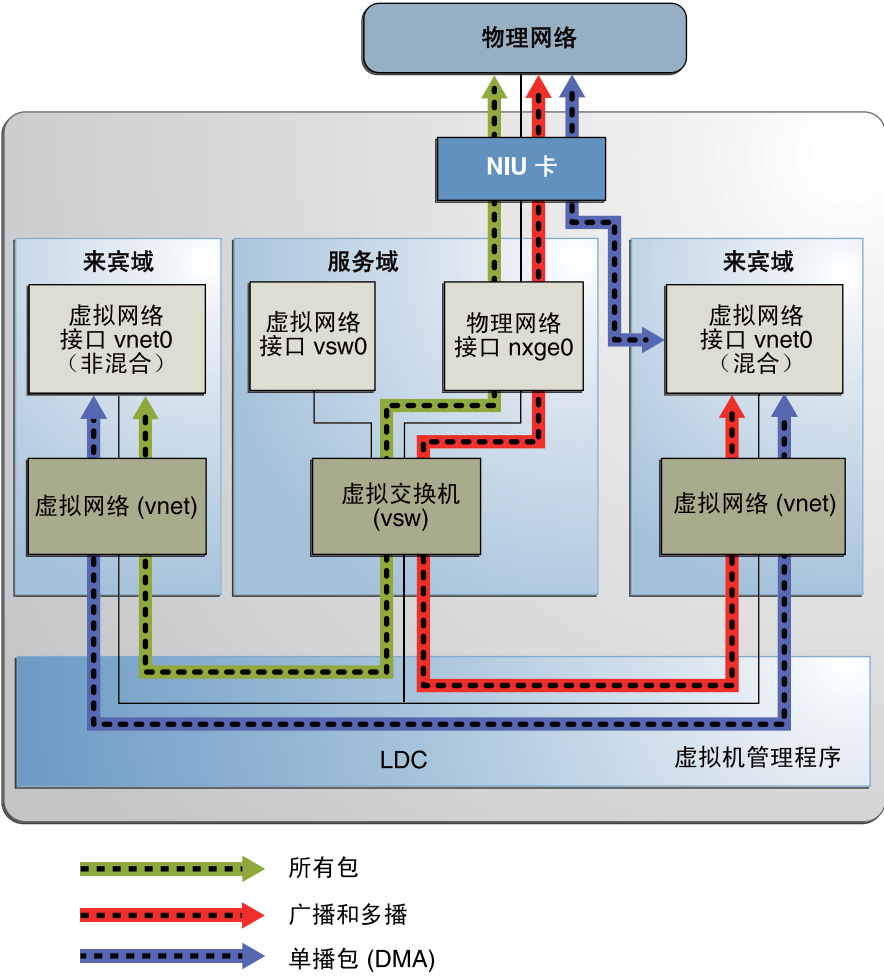 物理网络
NIU 卡
来宾域
服务域
来宾域
虚拟网络
接口 vnet0
（非混合）
虚拟网络
接口 vsw0
物理网络
接口 nxge0
虚拟网络
接口 vnet0
（混合）
虚拟网络 (vnet)
虚拟交换机
(vsw)
虚拟网络 (vnet)
LDC
虚拟机管理程序
所有包
广播和多播
单播包 (DMA)